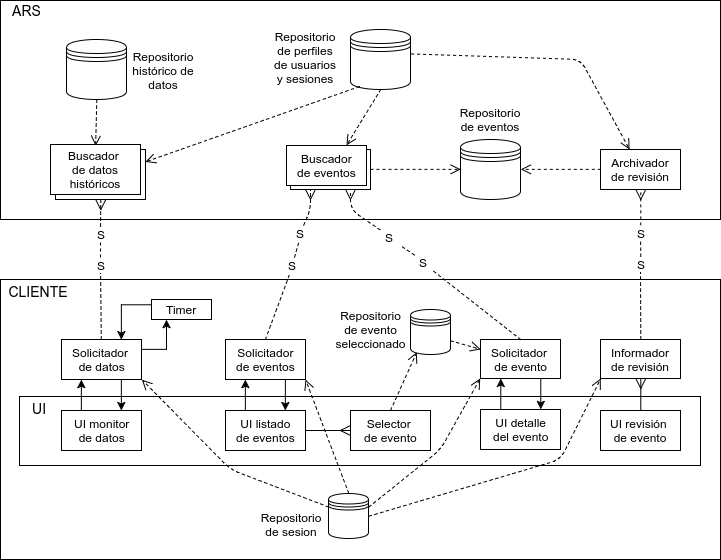 ARS
Repositorio
histórico de
datos
Repositorio
de perfiles
de usuarios
y sesiones
Repositorio
de eventos
Buscador
de datos
históricos
Buscador
de eventos
Archivador
de revisión
S
S
S
S
S
S
S
S
CLIENTE
Timer
Repositorio
de evento
seleccionado
Solicitador
de datos
Solicitador
de eventos
Solicitador
de evento
Informador
de revisión
UI
UI monitor
de datos
UI listado
de eventos
Selector
de evento
UI detalle
del evento
UI revisión
de evento
Repositorio
de sesion